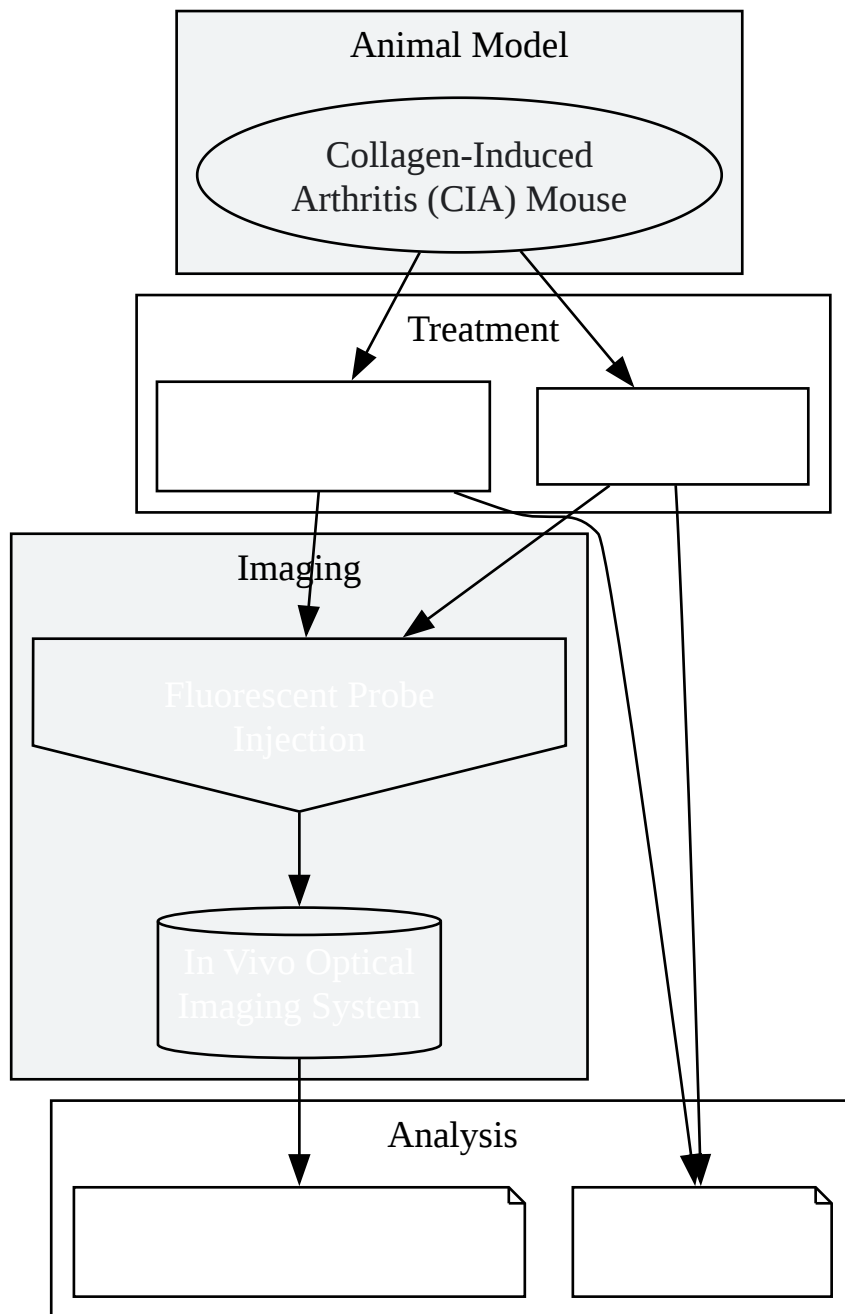 Animal Model
Collagen-Induced
Arthritis (CIA) Mouse
Treatment
Imaging
Fluorescent Probe
Injection
In Vivo Optical
Imaging System
Analysis